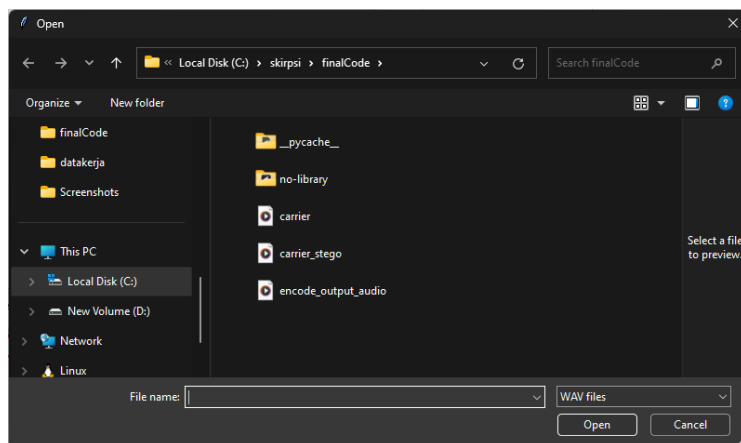 Open
« Local Disk (C:) › skirpsi › finalCode ›
Search finalCode
Organize
New folder
finalCode
datakerja
Screenshots
This PC
Local Disk (C:)
New Volume (D:)
Network
Linux
__pycache__
no-library
carrier
carrier_stego
encode_output_audio
Select a file
to preview.
File name:
WAV files
Open
Cancel